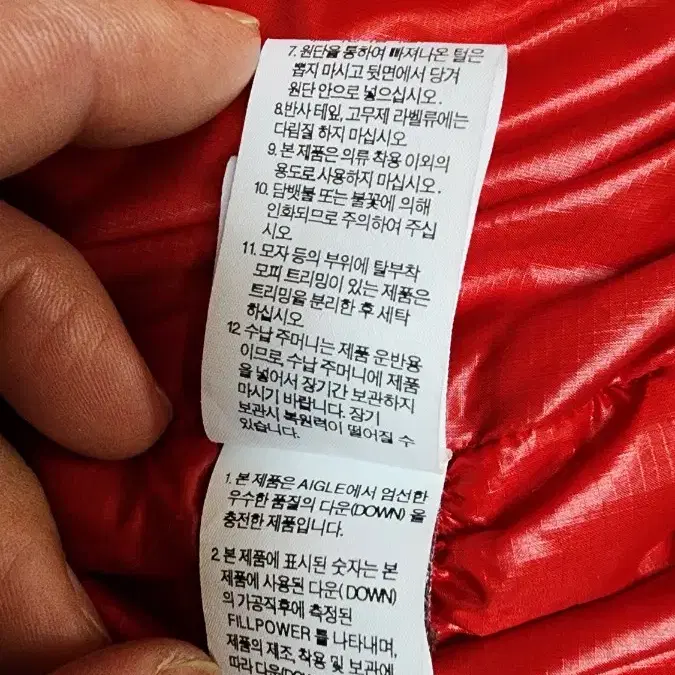 7. 원단을 통하여 빠져나온 털은
뽑지 마시고 뒷면에서 당겨
원단 안으로 넣으십시오.
8.반사 테잎, 고무제 라벨류에는
다림질 하지 마십시오
9. 본 제품은 의류 착용 이외의
용도로 사용하지 마십시오.
10. 담뱃불 또는 불꽃에 의해
인화되므로 주의하여 주십
시오
11. 모자 등의 부위에 탈부착
모피 트리밍이 있는 제품은
트리밍을 분리한 후 세탁
하십시오
12 수납 주머니는 제품 운반용
이므로 수납 주머니에 제품
을 넣어서 장기간 보관하지
마시기 바랍니다. 장기
보관시 복원력이 떨어질 수
있습니다.
1. 본 제품은 AIGLE에서 엄선한
우수한 품질의 다운(DOWN) 을
충전한 제품입니다.
2 본 제품에 표시된 숫자는 본
제품에 사용된 다운(DOWN)
의 가공직후에 측정된
FILLPOWER 를 나타내며,
제품의 제조, 착용 및 보관에
따라 다운(DOWN